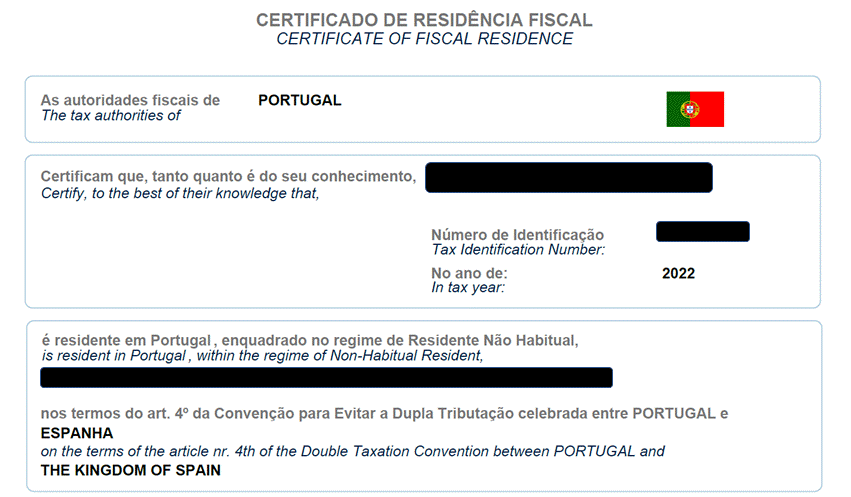 CERTIFICADO DE RESIDÊNCIA FISCAL
CERTIFICATE OF FISCAL RESIDENCE
As autoridades fiscais de PORTUGAL
The tax authorities of
Certificam que, tanto quanto é do seu conhecimento,
Certify, to the best of their knowledge that,
Número de Identificação
Tax Identification Number:
No ano de: 2022
In tax year:
é residente em Portugal , enquadrado no regime de Residente Não Habitual,
is resident in Portugal , within the regime of Non-Habitual Resident,
nos termos do art. 4º da Convenção para Evitar a Dupla Tributação celebrada entre PORTUGAL e
ESPANHA
on the terms of the article nr. 4th of the Double Taxation Convention between PORTUGAL and
THE KINGDOM OF SPAIN